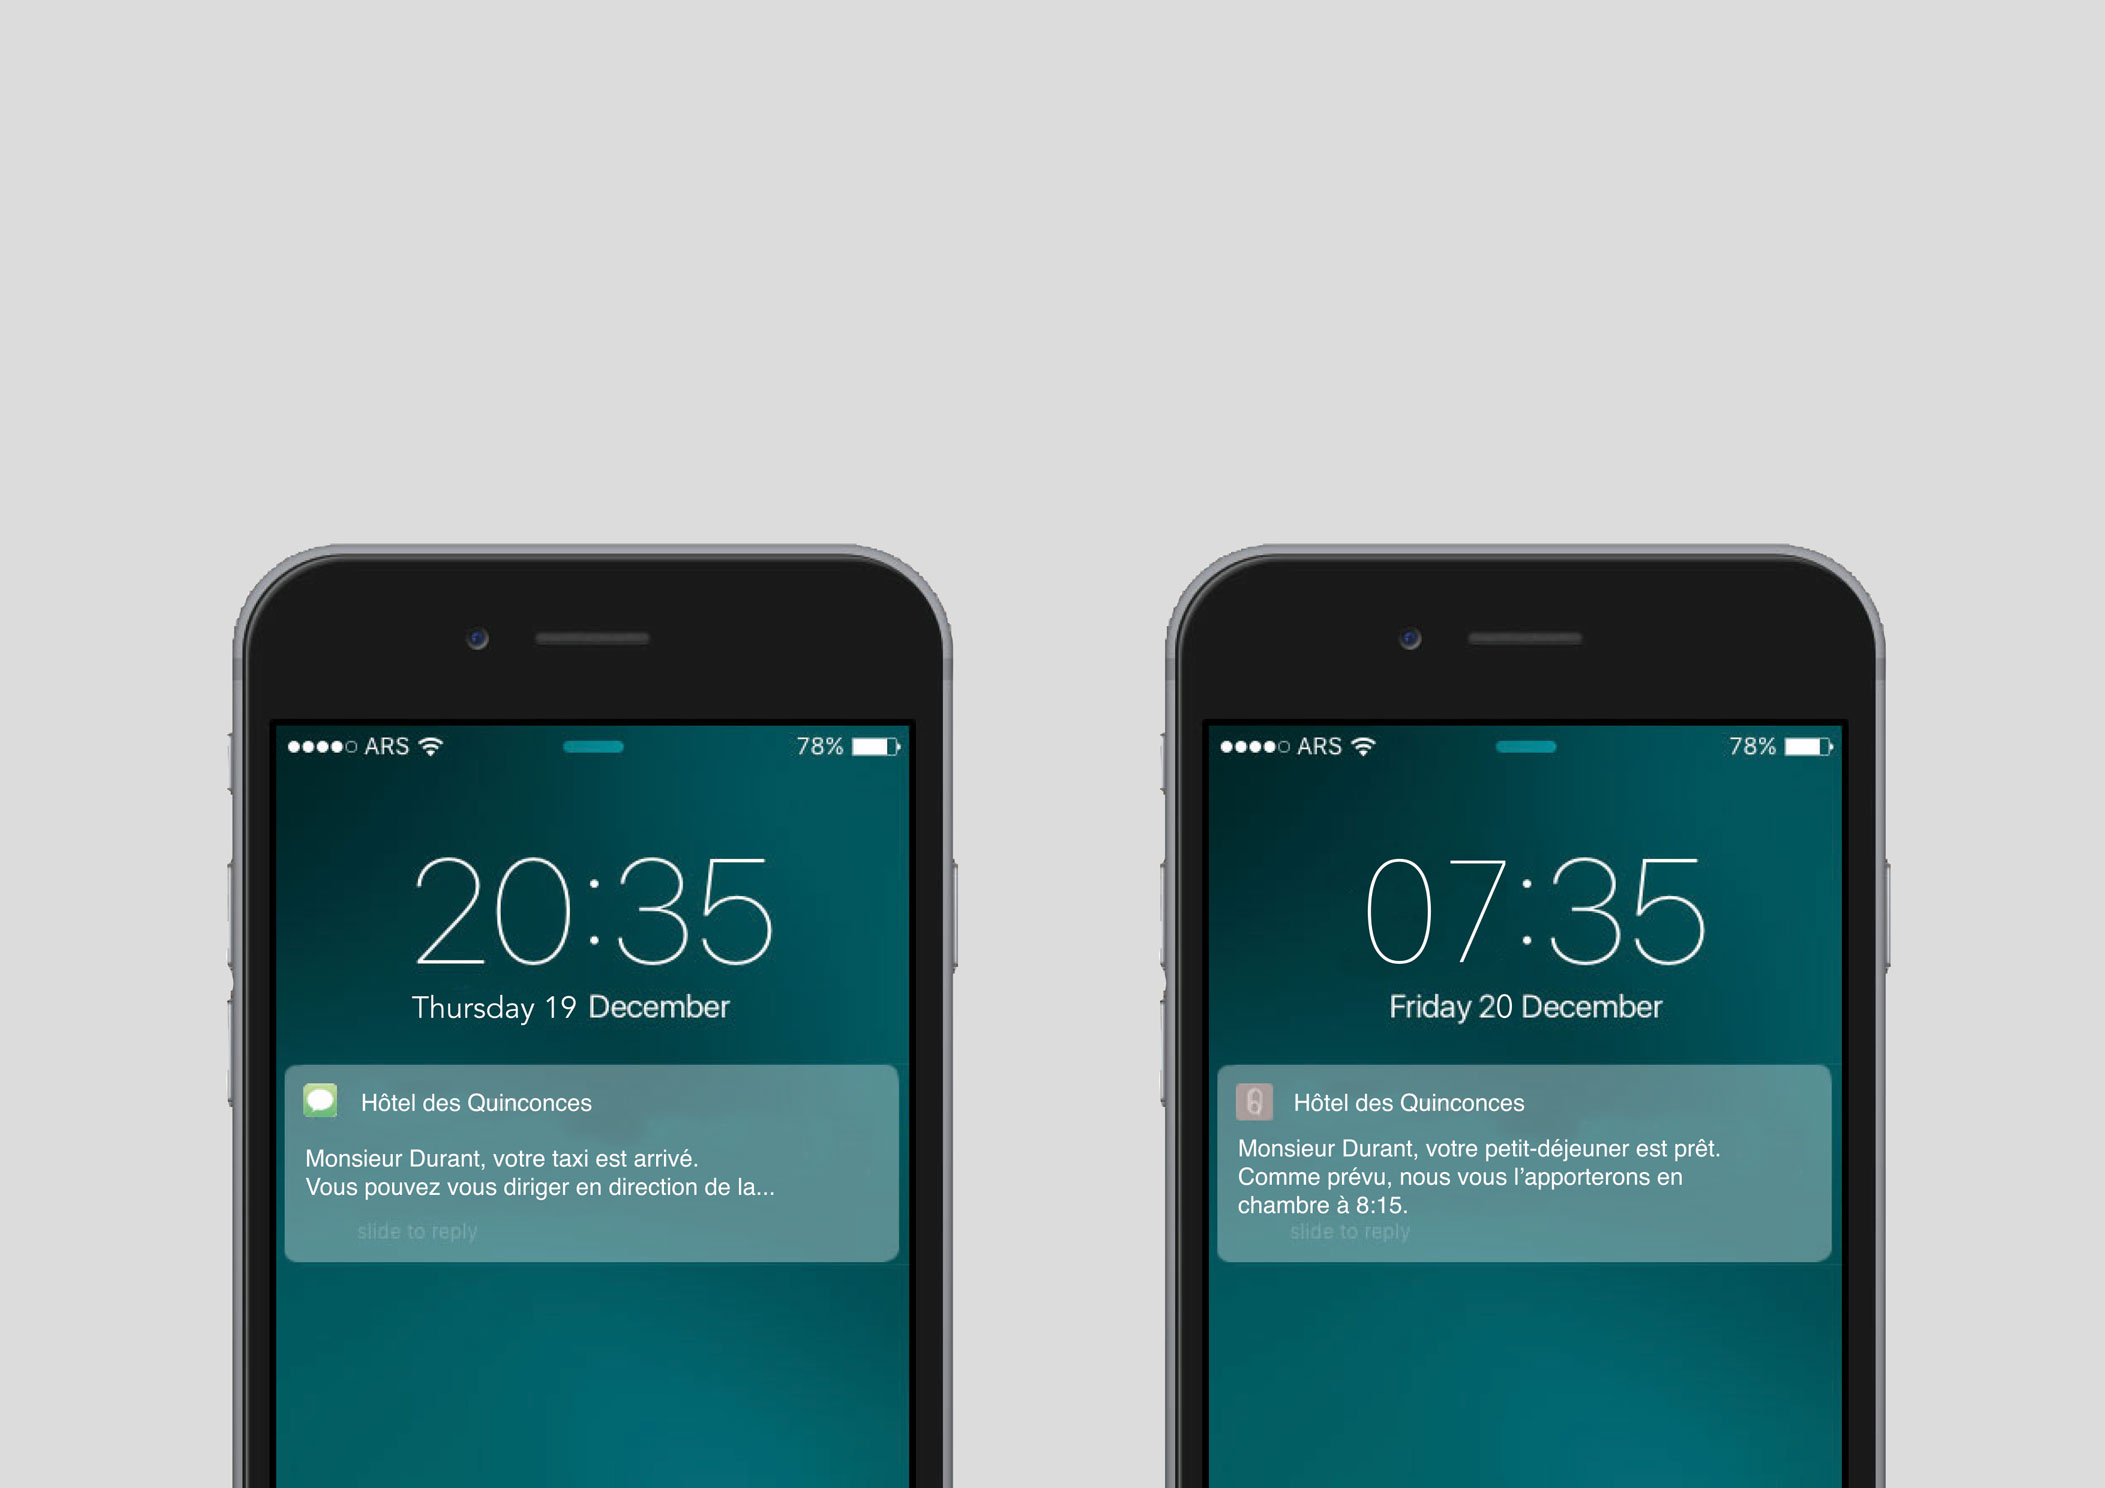 ARS 78%
20:35
Thursday 19 December
Hôtel des Quinconces
Monsieur Durant, votre taxi est arrivé.
Vous pouvez vous diriger en direction de la...
slide to reply
ARS 78%
07:35
Friday 20 December
Hôtel des Quinconces
Monsieur Durant, votre petit-déjeuner est prêt.
Comme prévu, nous vous l’apporterons en
chambre à 8:15.
slide to reply